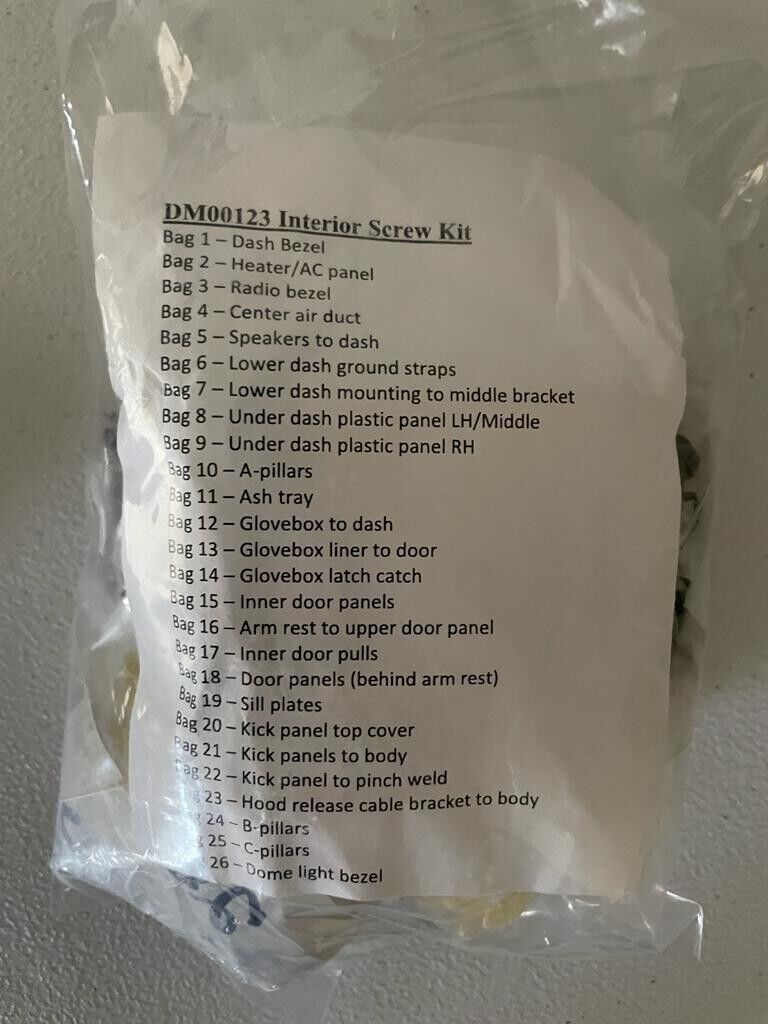 DM00123 Interior Screw Kit
Bag 1 – Dash Bezel
Bag 2 – Heater/AC panel
Bag 3 – Radio bezel
Bag 4 – Center air duct
Bag 5 – Speakers to dash
Bag 6 – Lower dash ground straps
Bag 7 – Lower dash mounting to middle bracket
Bag 8 – Under dash plastic panel LH/Middle
Bag 9 – Under dash plastic panel RH
Bag 10 – A-pillars
Bag 11 – Ash tray
Bag 12 – Glovebox to dash
Bag 13 – Glovebox liner to door
Bag 14 – Glovebox latch catch
Bag 15 – Inner door panels
Bag 16 – Arm rest to upper door panel
Bag 17 – Inner door pulls
Bag 18 – Door panels (behind arm rest)
Bag 19 – Sill plates
Bag 20 – Kick panel top cover
Bag 21 – Kick panels to body
Bag 22 – Kick panel to pinch weld
23 – Hood release cable bracket to body
24 – B-pillars
25 – C-pillars
26 – Dome light bezel